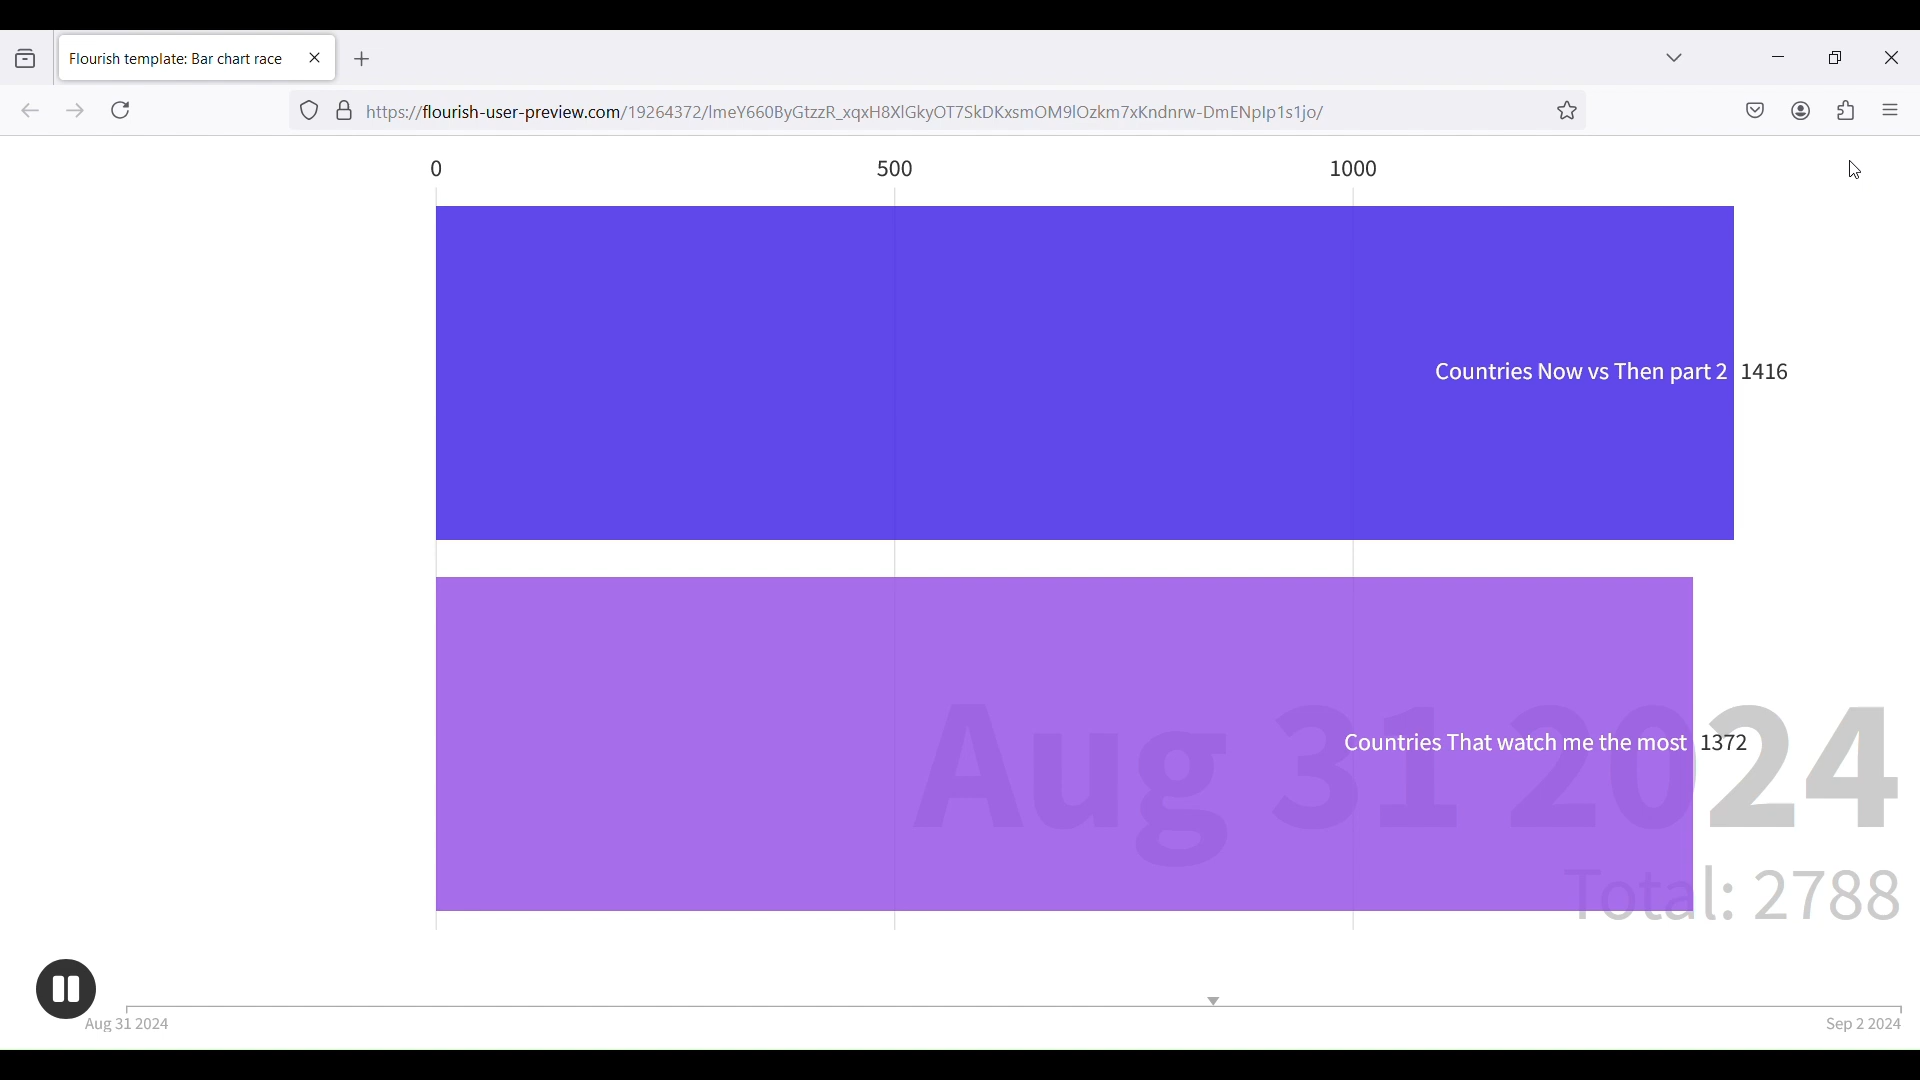 Flourish template: Bar chart race
https://flourish-user-preview.com/19264372/lmeY660ByGtzzR_xqxH8XlGkyOT7SkDKxsmOM9lOzkm7xKndnrw-DmENplp1s1jo/
0 500 1000
Countries Now vs Then part 2 1416
Countries That watch me the most 1372
Aug 31 2024
Total: 2788
Aug 31 2024 Sep 2 2024